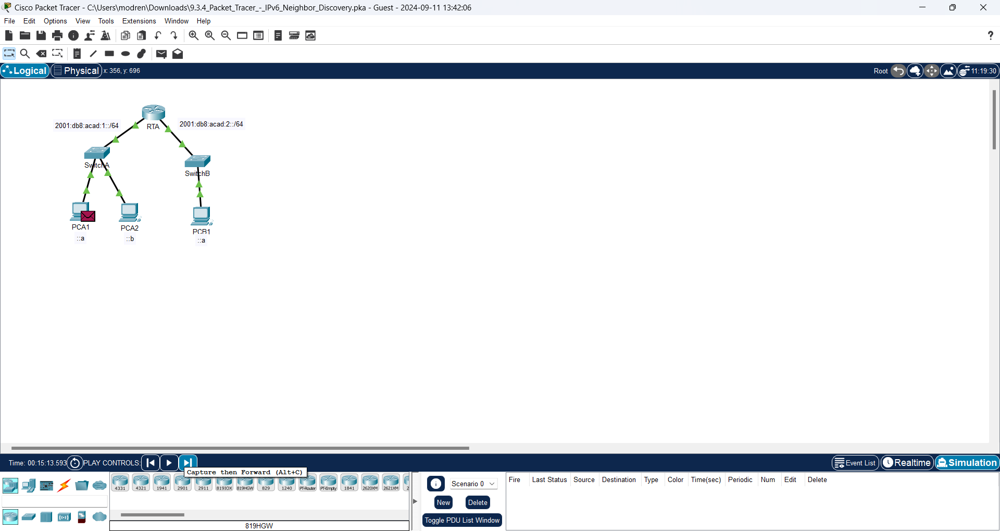 Cisco Packet Tracer - C:\Users\modren\Downloads\9.3.4_Packet_Tracer_-_IPv6_Neighbor_Discovery.pka - Guest - 2024-09-11 13:42:06
File Edit Options View Tools Extensions Window Help
?
Logical Physical x: 356, y: 696 Root 11:19:30
RTA
2001:db8:acad:1::/64
2001:db8:acad:2::/64
SwitchA
SwitchB
PCA1
PCA2
PCB1
::a
::b
::a
Time: 00:15:13.593 PLAY CONTROLS: Event List Realtime Simulation
Capture then Forward (Alt+C)
4331 4321 1941 2901 2911 819IOX 819HGW 829 1240 PT-Router PT-Empty 1841 2620XM 2621XM 2
819HGW
Scenario 0
New Delete
Toggle PDU List Window
Fire Last Status Source Destination Type Color Time(sec) Periodic Num Edit Delete